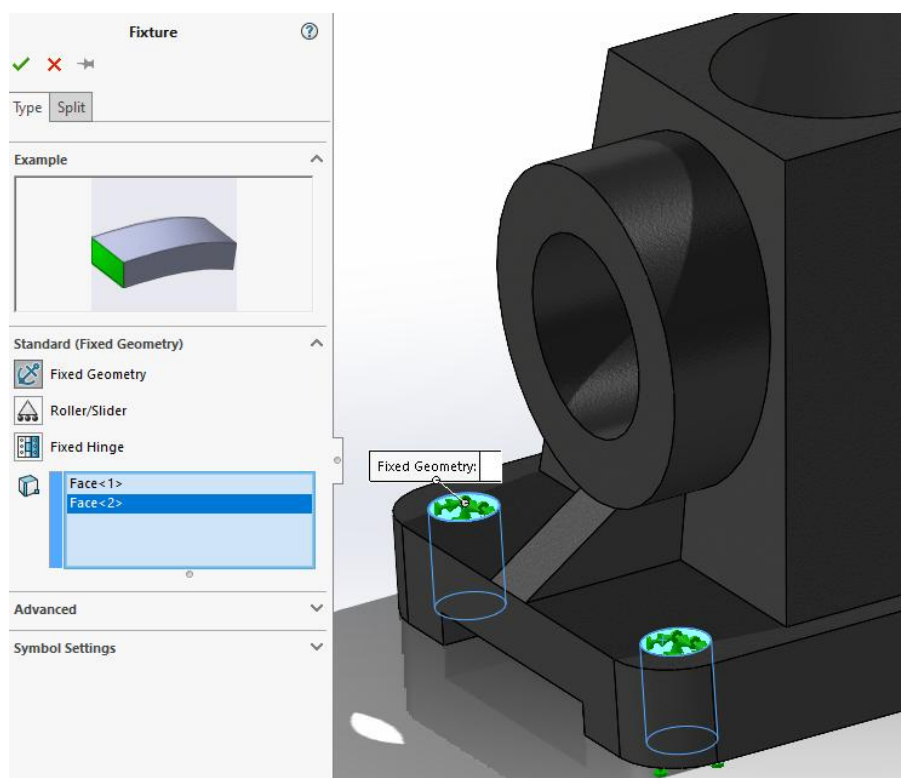 Fixture
Type Split
Example
Standard (Fixed Geometry)
Fixed Geometry
Roller/Slider
Fixed Hinge
Face<1>
Face<2>
Advanced
Symbol Settings
Fixed Geometry: